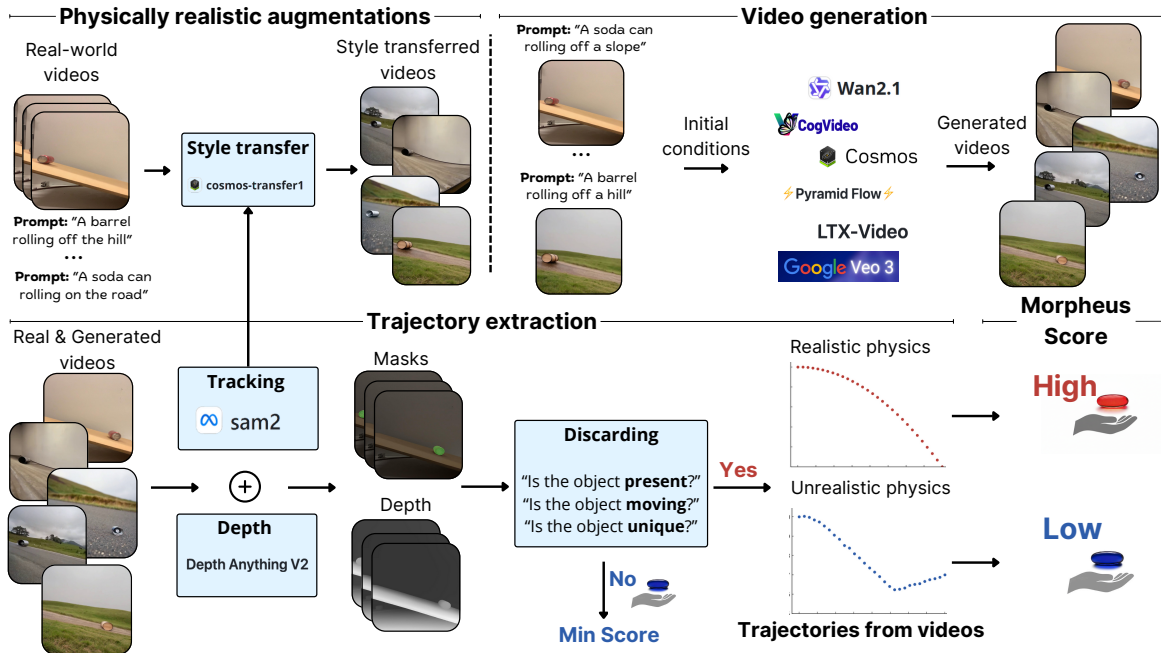 Physically realistic augmentations
Real-world
videos
Style transferred
videos
Style transfer
cosmos-transfer1
Prompt: "A barrel
rolling off the hill"
...
Prompt: "A soda can
rolling on the road"
Video generation
Prompt: "A soda can
rolling off a slope"
...
Prompt: "A barrel
rolling off a hill"
Initial
conditions
Wan2.1
CogVideo
Cosmos
⚡Pyramid Flow⚡
LTX-Video
Google Veo 3
Generated
videos
Trajectory extraction
Real & Generated
videos
Tracking
sam2
+
Depth
Depth Anything V2
Masks
Depth
Discarding
"Is the object present?"
"Is the object moving?"
"Is the object unique?"
Yes
No
Min Score
Realistic physics
Unrealistic physics
Trajectories from videos
Morpheus
Score
High
Low